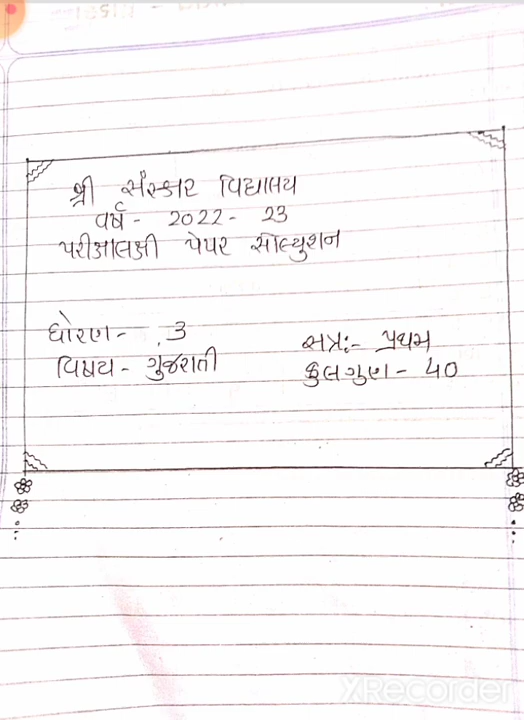 શ્રી સંસ્કાર વિદ્યાલય
વર્ષ - 2022 - 23
પરીક્ષાલક્ષી પેપર સોલ્યુશન
ધોરણ - 3
સત્ર:- પ્રથમ
વિષય - ગુજરાતી
કુલગુણ - 40
XRecorder